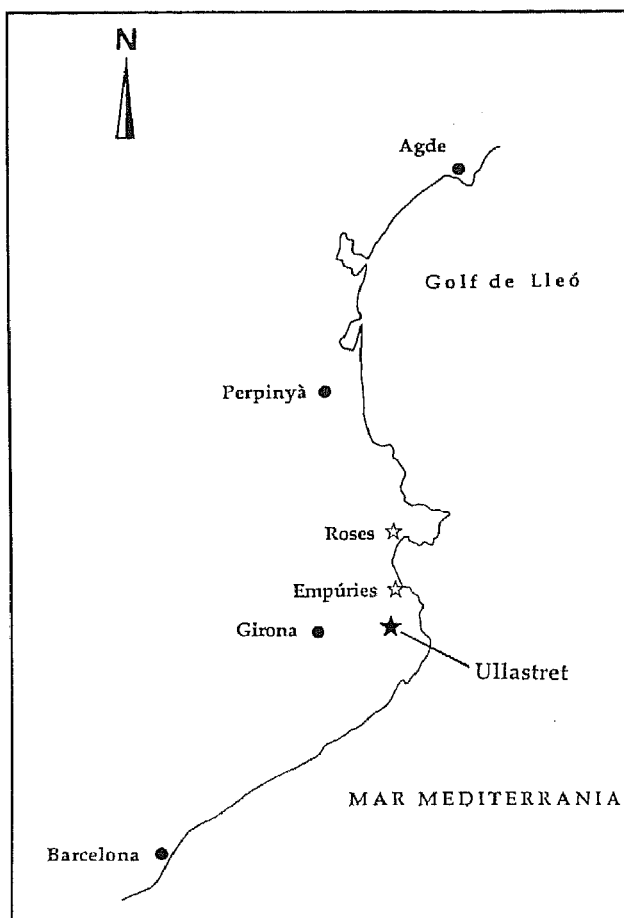 N
Agde
Golf de Lleó
Perpinyà
Roses
Empúries
Girona
Ullastret
MAR MEDITERRANIA
Barcelona